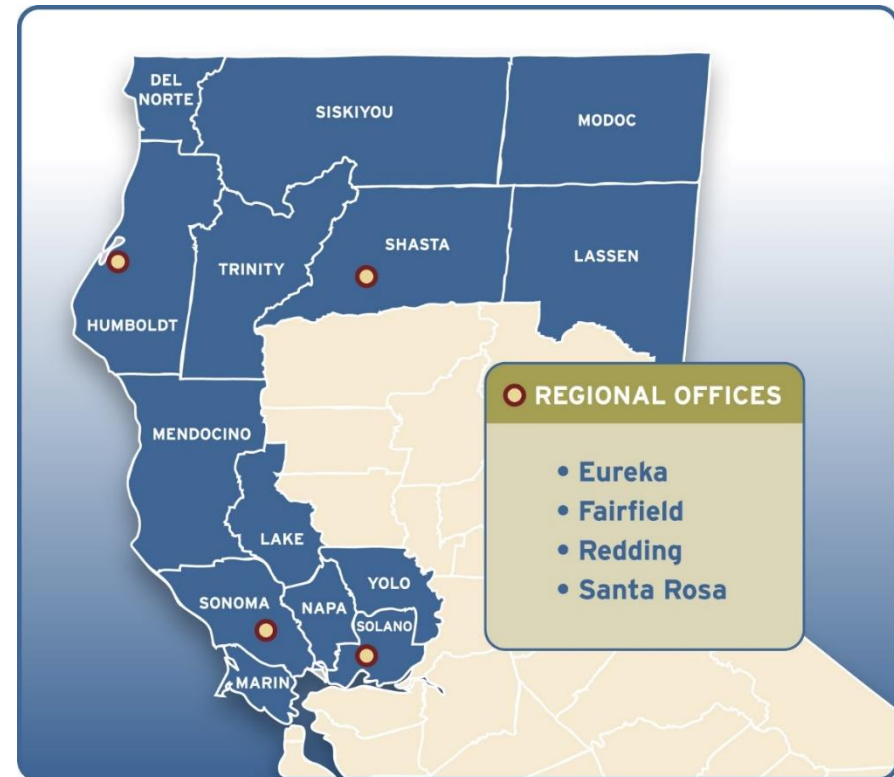 DEL
NORTE
SISKIYOU
MODOC
TRINITY
SHASTA
LASSEN
HUMBOLDT
MENDOCINO
LAKE
YOLO
SONOMA
NAPA
SOLANO
MARIN
REGIONAL OFFICES
• Eureka
• Fairfield
• Redding
• Santa Rosa